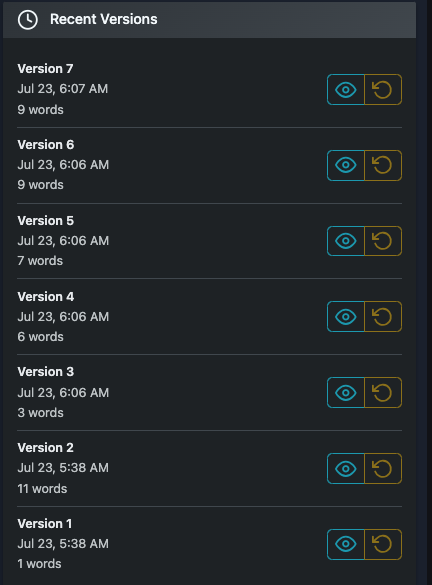 Recent Versions
Version 7
Jul 23, 6:07 AM
9 words
Version 6
Jul 23, 6:06 AM
9 words
Version 5
Jul 23, 6:06 AM
7 words
Version 4
Jul 23, 6:06 AM
6 words
Version 3
Jul 23, 6:06 AM
3 words
Version 2
Jul 23, 5:38 AM
11 words
Version 1
Jul 23, 5:38 AM
1 words